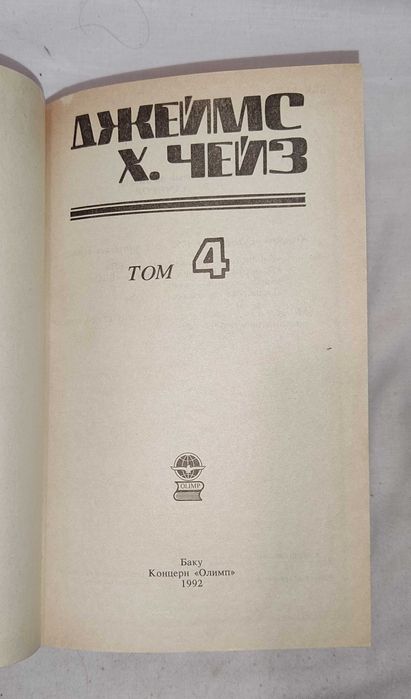 ДЖЕЙМС
Х. ЧЕЙЗ
ТОМ 4
OLIMP
Баку
Концерн «Олимп»
1992